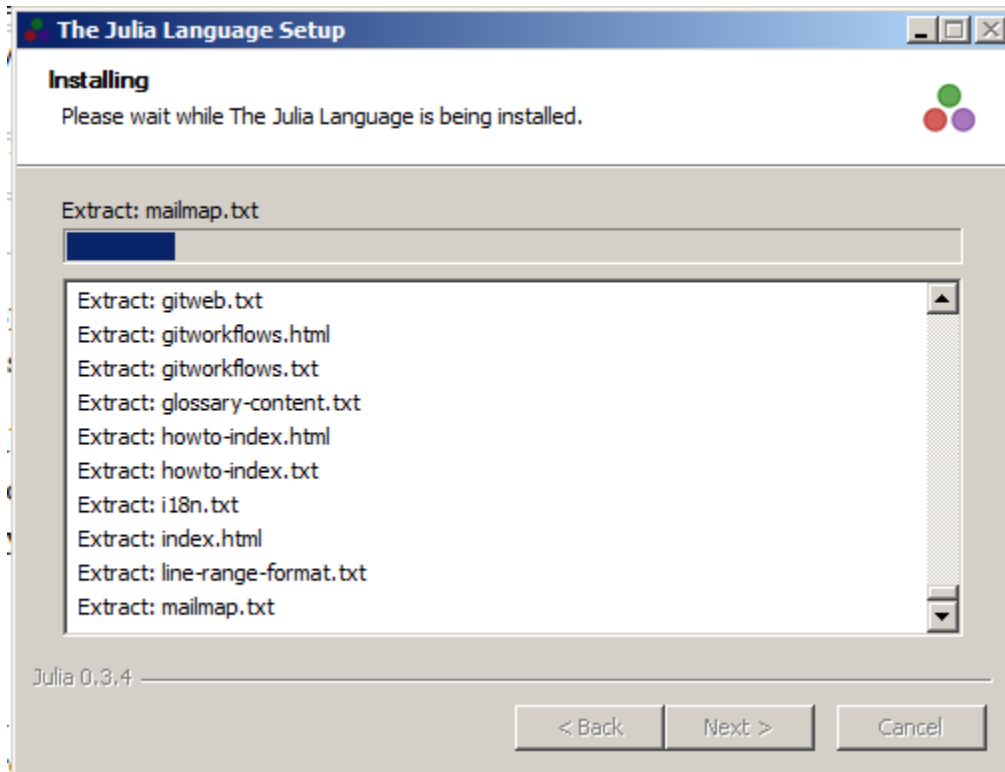 The Julia Language Setup
Installing
Please wait while The Julia Language is being installed.
Extract: mailmap.txt
Extract: gitweb.txt
Extract: gitworkflows.html
Extract: gitworkflows.txt
Extract: glossary-content.txt
Extract: howto-index.html
Extract: howto-index.txt
Extract: i18n.txt
Extract: index.html
Extract: line-range-format.txt
Extract: mailmap.txt
Julia 0.3.4
< Back Next > Cancel